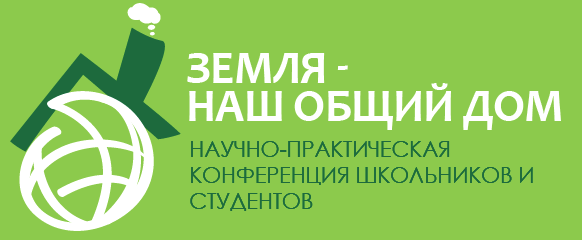 ЗЕМЛЯ -
НАШ ОБЩИЙ ДОМ
НАУЧНО-ПРАКТИЧЕСКАЯ
КОНФЕРЕНЦИЯ ШКОЛЬНИКОВ И
СТУДЕНТОВ